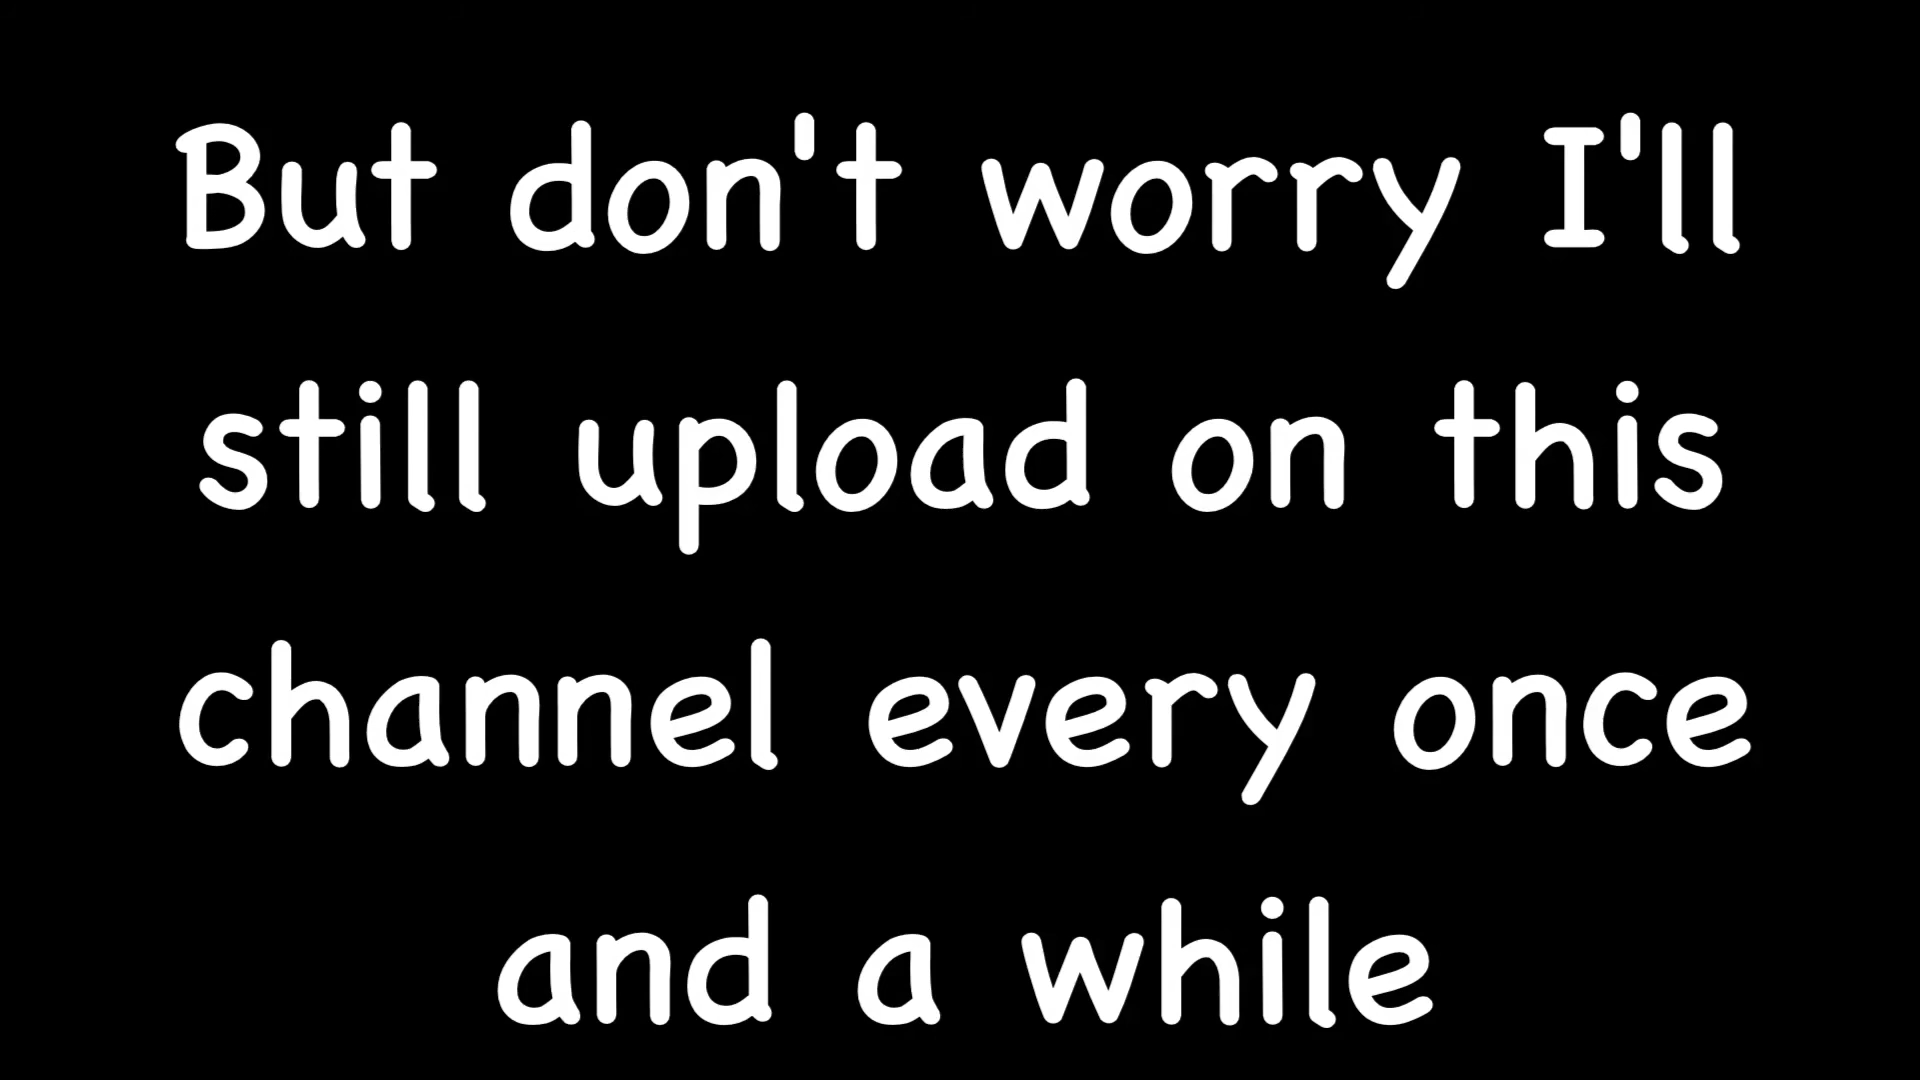 But don't worry I'll
still upload on this
channel every once
and a while